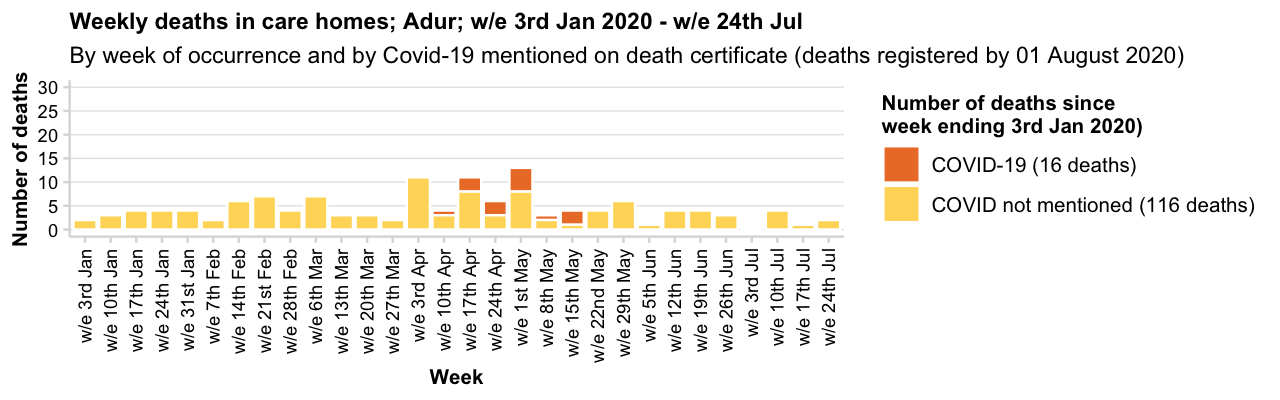 Weekly deaths in care homes; Adur; w/e 3rd Jan 2020 - w/e 24th Jul
By week of occurrence and by Covid-19 mentioned on death certificate (deaths registered by 01 August 2020)
Number of deaths
30
25
20
15
10
5
0
w/e 3rd Jan
w/e 10th Jan
w/e 17th Jan
w/e 24th Jan
w/e 31st Jan
w/e 7th Feb
w/e 14th Feb
w/e 21st Feb
w/e 28th Feb
w/e 6th Mar
w/e 13th Mar
w/e 20th Mar
w/e 27th Mar
w/e 3rd Apr
w/e 10th Apr
w/e 17th Apr
w/e 24th Apr
w/e 1st May
w/e 8th May
w/e 15th May
w/e 22nd May
w/e 29th May
w/e 5th Jun
w/e 12th Jun
w/e 19th Jun
w/e 26th Jun
w/e 3rd Jul
w/e 10th Jul
w/e 17th Jul
w/e 24th Jul
Week
Number of deaths since
week ending 3rd Jan 2020)
COVID-19 (16 deaths)
COVID not mentioned (116 deaths)